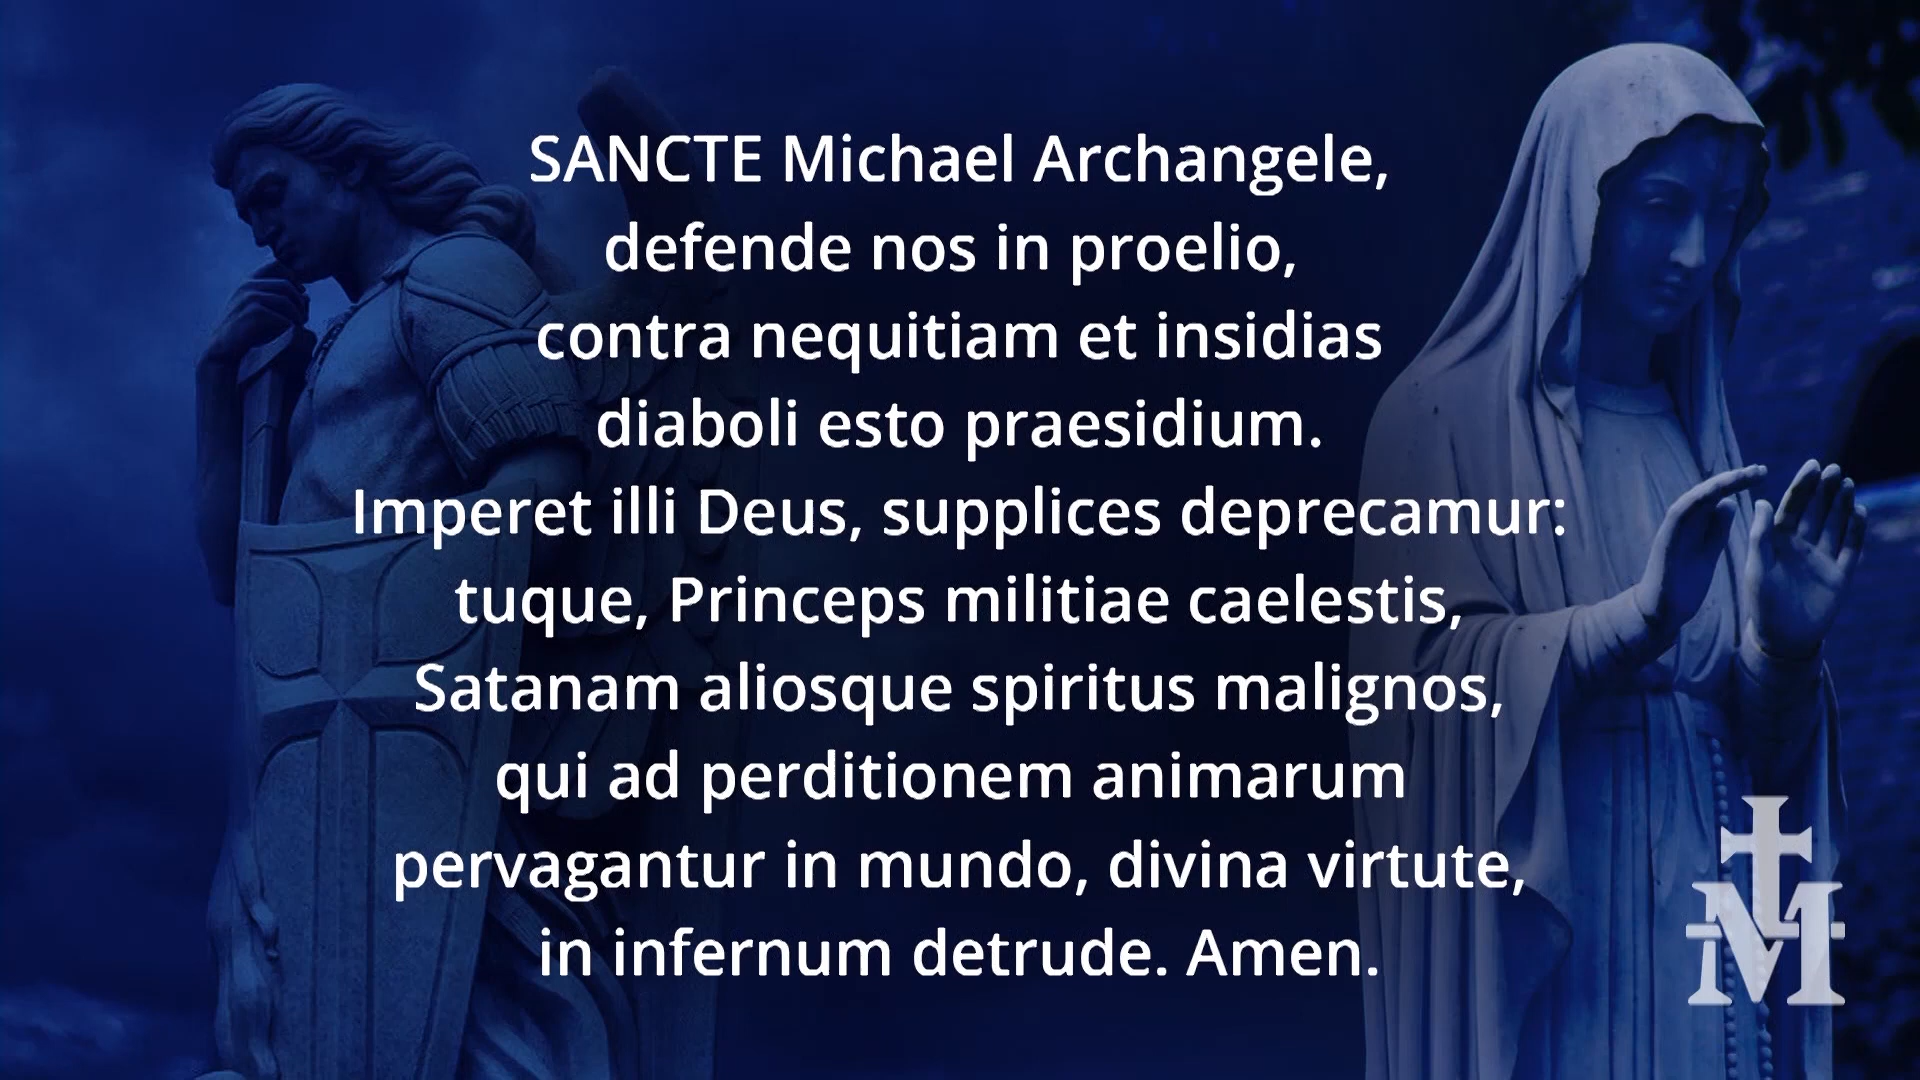 SANCTE Michael Archangele,
defende nos in proelio,
contra nequitiam et insidias
diaboli esto praesidium.
Imperet illi Deus, supplices deprecamur:
tuque, Princeps militiae caelestis,
Satanam aliosque spiritus malignos,
qui ad perditionem animarum
pervagantur in mundo, divina virtute,
in infernum detrude. Amen.